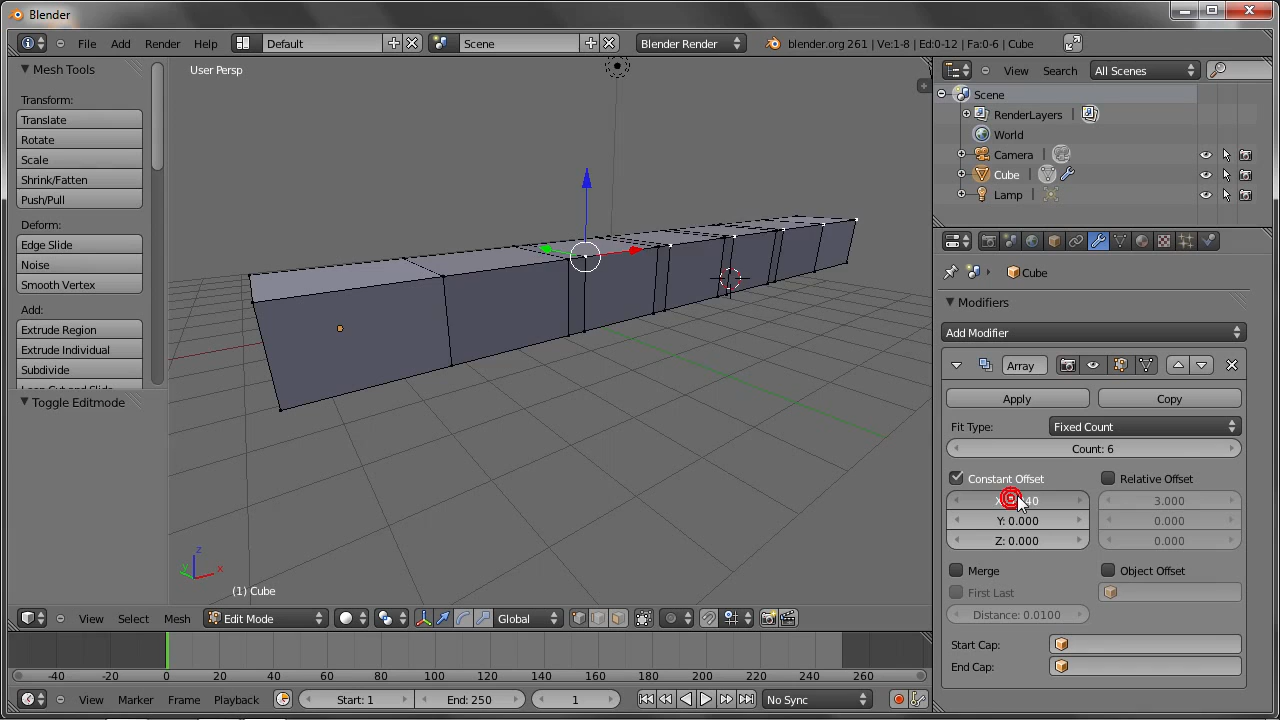 Blender
File Add Render Help Default Scene Blender Render blender.org 261 | Ve:1-8 | Ed:0-12 | Fa:0-6 | Cube
Mesh Tools
User Persp
View Search All Scenes
Scene
Transform:
RenderLayers |
Translate
World
Rotate
Camera |
Scale
Cube |
Shrink/Fatten
Lamp |
Push/Pull
Deform:
Edge Slide
Noise
Cube
Smooth Vertex
Modifiers
Add:
Add Modifier
Extrude Region
Extrude Individual
Array
Subdivide
Toggle Editmode
Apply Copy
Fit Type: Fixed Count
Count: 6
Constant Offset Relative Offset
3.000
Y: 0.000 0.000
Z: 0.000 0.000
z
y x
Merge Object Offset
(1) Cube
First Last
Distance: 0.0100
View Select Mesh Edit Mode Global
Start Cap:
End Cap:
-40 -20 0 20 40 60 80 100 120 140 160 180 200 220 240 260
View Marker Frame Playback Start: 1 End: 250 1 No Sync